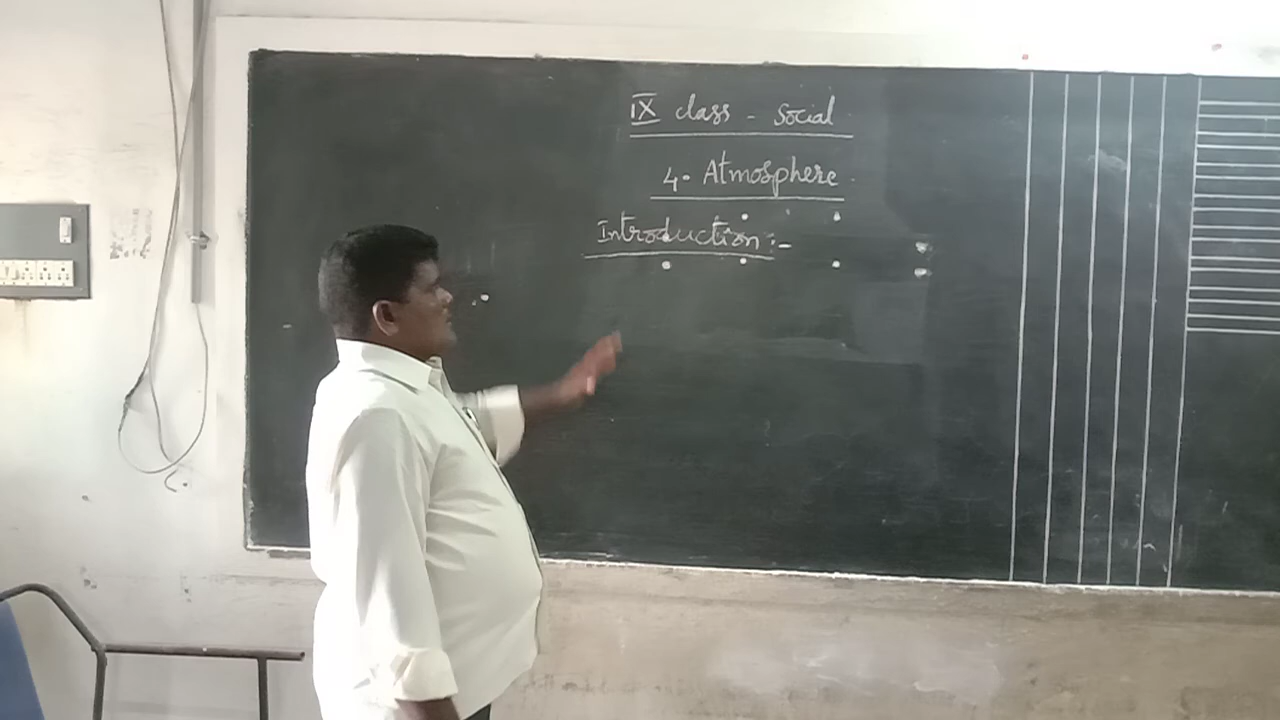 IX class - Social
4. Atmosphere
Introduction :-